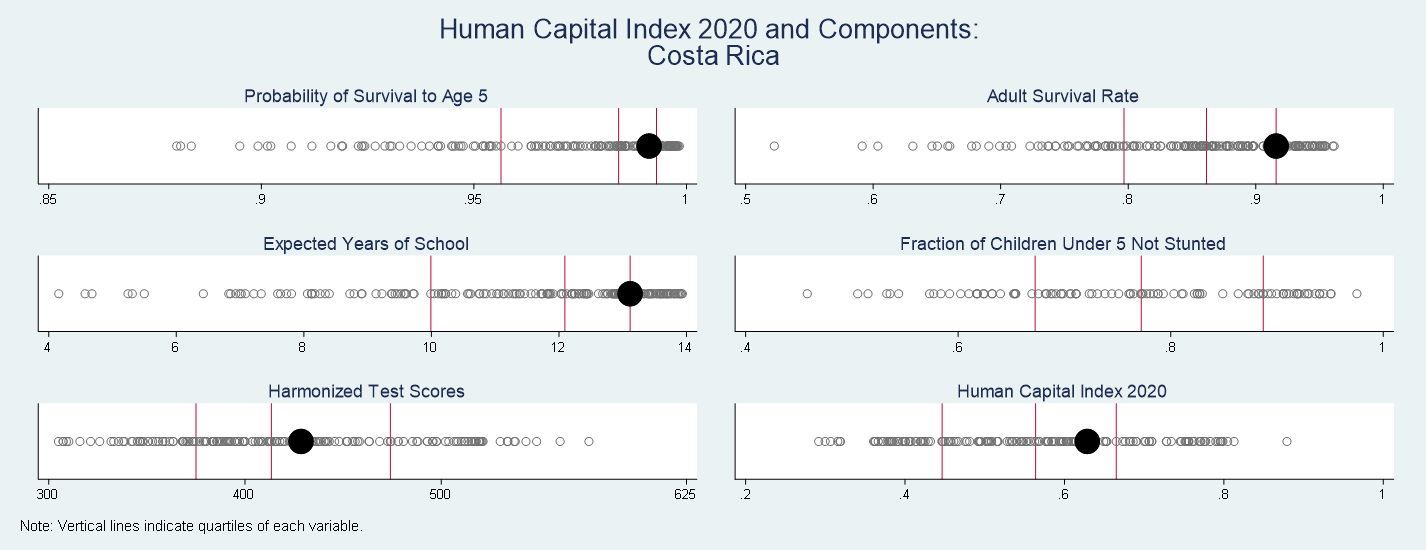 Human Capital Index 2020 and Components:
Costa Rica
Probability of Survival to Age 5
.85 .9 .95 1
Adult Survival Rate
.5 .6 .7 .8 .9 1
Expected Years of School
4 6 8 10 12 14
Fraction of Children Under 5 Not Stunted
.4 .6 .8 1
Harmonized Test Scores
300 400 500 625
Human Capital Index 2020
.2 .4 .6 .8 1
Note: Vertical lines indicate quartiles of each variable.